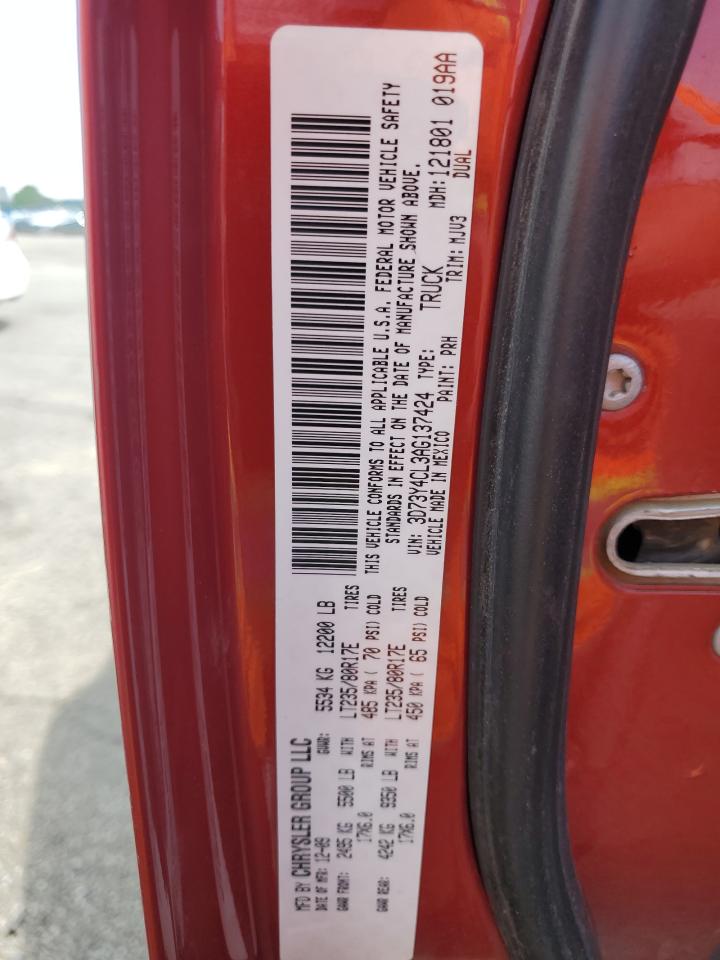 MFD BY CHRYSLER GROUP LLC
DATE OF MFR: 12-09 GVWR: 5534 KG 12200 LB
GAWR FRONT: 2495 KG 5500 LB WITH LT235/80R17E TIRES
17X6.0 RIMS AT 485 KPA ( 70 PSI) COLD
GAWR REAR: 4242 KG 9350 LB WITH LT235/80R17E TIRES
17X6.0 RIMS AT 450 KPA ( 65 PSI) COLD
THIS VEHICLE CONFORMS TO ALL APPLICABLE U.S.A. FEDERAL MOTOR VEHICLE SAFETY
STANDARDS IN EFFECT ON THE DATE OF MANUFACTURE SHOWN ABOVE.
VIN: 3D73Y4CL3AG137424 TYPE: TRUCK MDH: 121801 019AA
VEHICLE MADE IN MEXICO PAINT: PRH TRIM: MJV3 DUAL